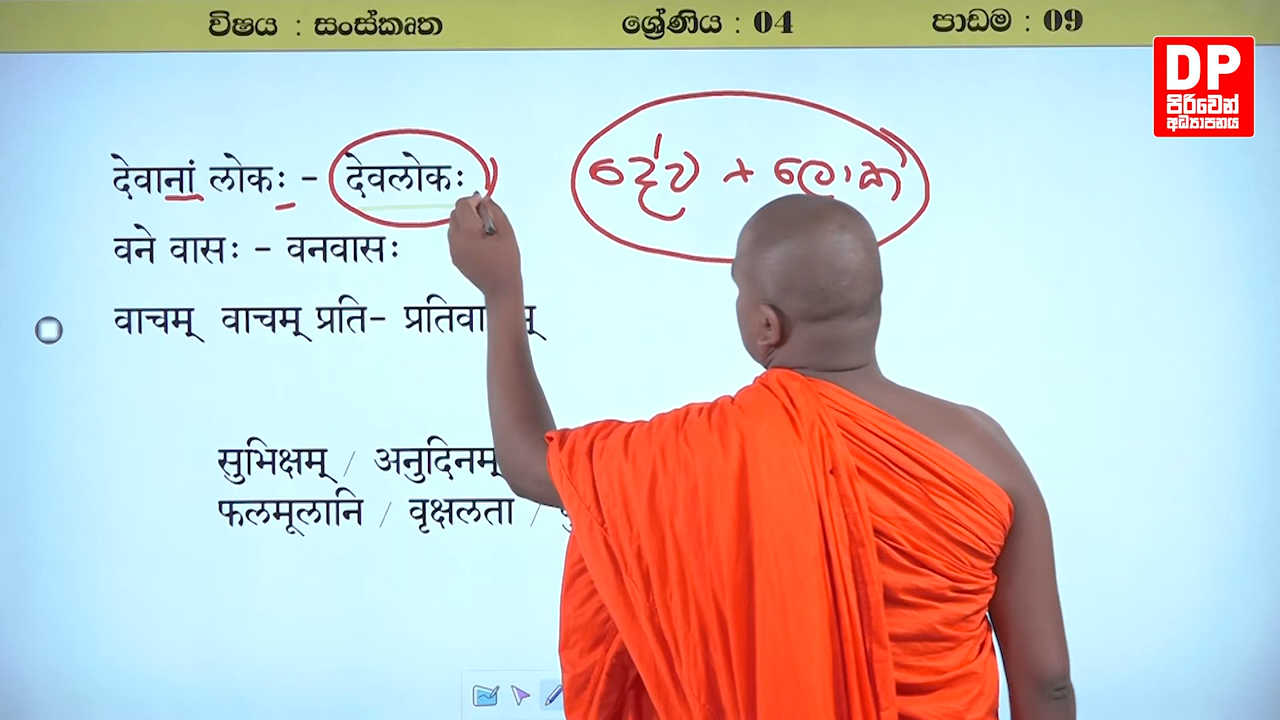 විෂය : සංස්කෘත ශ්‍රේණිය : 04 පාඩම : 09
DP
පිරිවෙන්
අධ්‍යාපනය
देवानां लोकः - देवलोकः දේව + ලොක
वने वासः - वनवासः
वाचम् वाचम् प्रति-
सुभिक्षम् / अनुदिनम्
फलमूलानि / वृक्षलता /